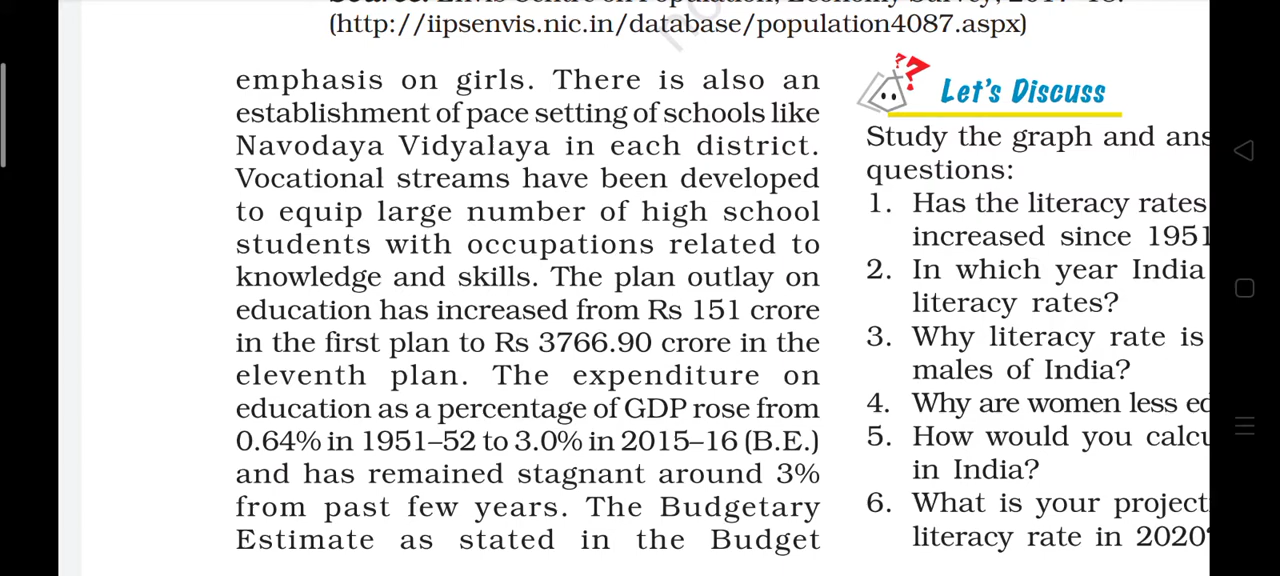 (http://iipsenvis.nic.in/database/population4087.aspx)
emphasis on girls. There is also an
establishment of pace setting of schools like
Navodaya Vidyalaya in each district.
Vocational streams have been developed
to equip large number of high school
students with occupations related to
knowledge and skills. The plan outlay on
education has increased from Rs 151 crore
in the first plan to Rs 3766.90 crore in the
eleventh plan. The expenditure on
education as a percentage of GDP rose from
0.64% in 1951–52 to 3.0% in 2015–16 (B.E.)
and has remained stagnant around 3%
from past few years. The Budgetary
Estimate as stated in the Budget
Let's Discuss
Study the graph and
questions:
1. Has the literacy rates
increased since 1951
2. In which year India
literacy rates?
3. Why literacy rate is
males of India?
4. Why are women less
5. How would you
in India?
6. What is your
literacy rate in 2020